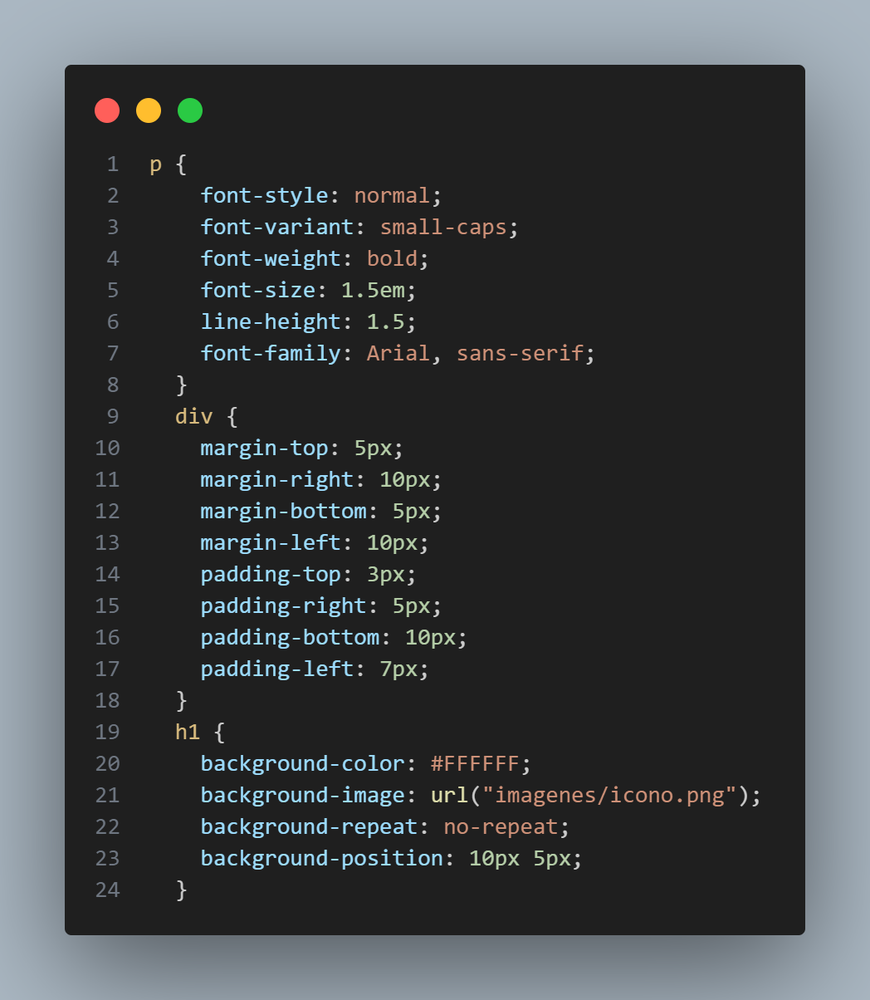 1 p {
2 font-style: normal;
3 font-variant: small-caps;
4 font-weight: bold;
5 font-size: 1.5em;
6 line-height: 1.5;
7 font-family: Arial, sans-serif;
8 }
9 div {
10 margin-top: 5px;
11 margin-right: 10px;
12 margin-bottom: 5px;
13 margin-left: 10px;
14 padding-top: 3px;
15 padding-right: 5px;
16 padding-bottom: 10px;
17 padding-left: 7px;
18 }
19 h1 {
20 background-color: #FFFFFF;
21 background-image: url("imagenes/icono.png");
22 background-repeat: no-repeat;
23 background-position: 10px 5px;
24 }